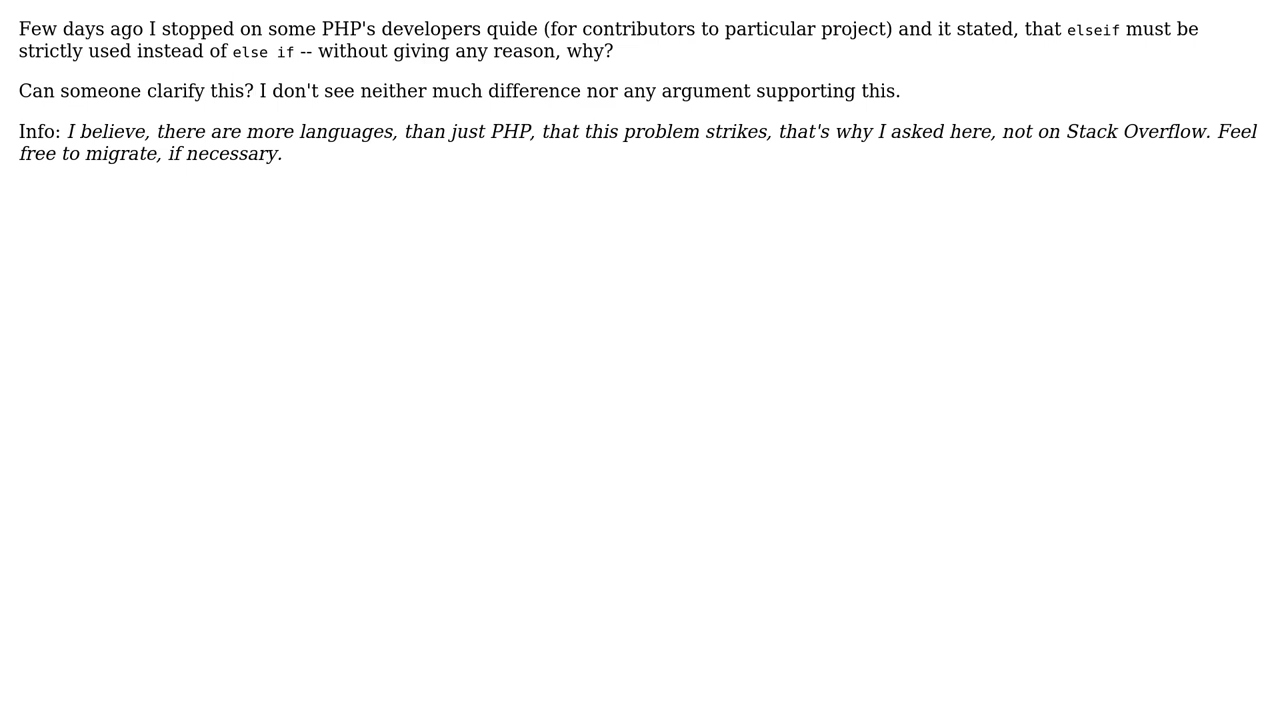 Few days ago I stopped on some PHP's developers quide (for contributors to particular project) and it stated, that elseif must be
strictly used instead of else if -- without giving any reason, why?
Can someone clarify this? I don't see neither much difference nor any argument supporting this.
Info: I believe, there are more languages, than just PHP, that this problem strikes, that's why I asked here, not on Stack Overflow. Feel
free to migrate, if necessary.